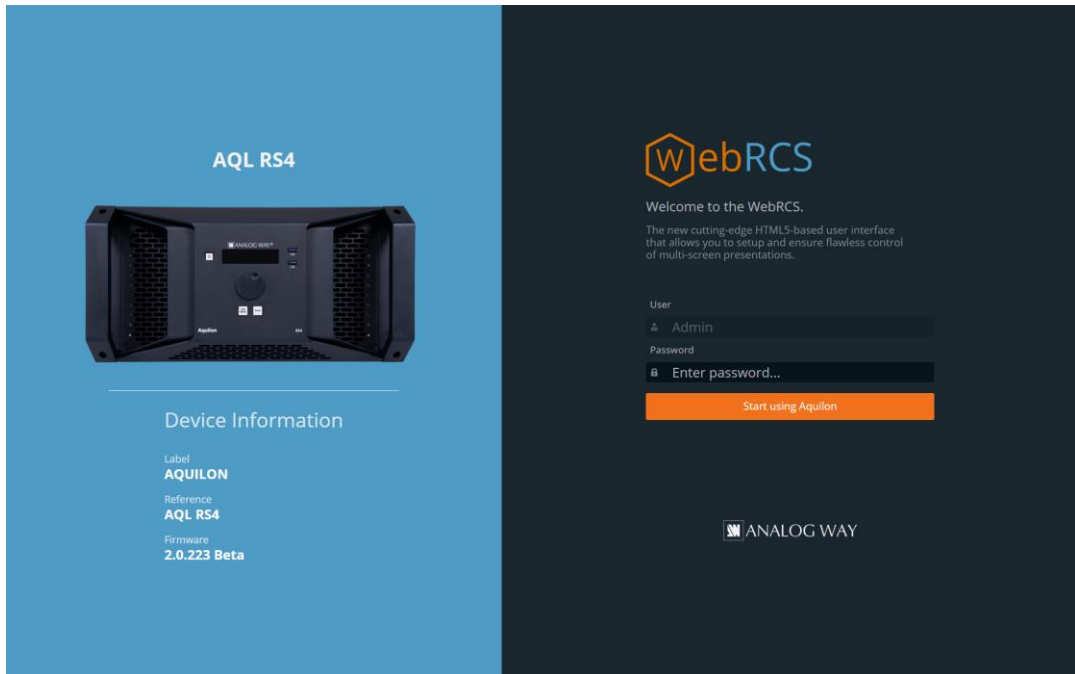 AQL RS4
ANALOG WAY®
Aquilon
RS4
Device Information
Label
AQUILON
Reference
AQL RS4
Firmware
2.0.223 Beta
WebRCS
Welcome to the WebRCS.
The new cutting-edge HTML5-based user interface
that allows you to setup and ensure flawless control
of multi-screen presentations.
User
Admin
Password
Enter password...
Start using Aquilon
ANALOG WAY